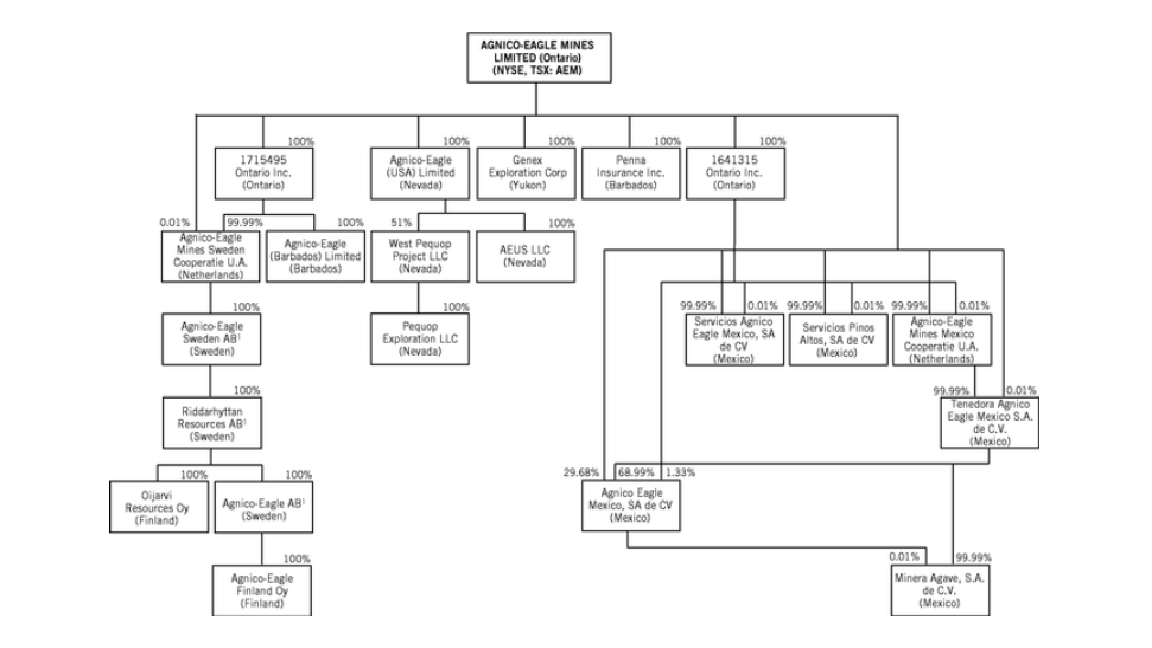 AGNICO-EAGLE MINES
LIMITED (Ontario)
(NYSE, TSX: AEM)
100%
100%
100%
100%
100%
1715495
Ontario Inc.
(Ontario)
Agnico-Eagle
(USA) Limited
(Nevada)
Genex
Exploration Corp
(Yukon)
Penna
Insurance Inc.
(Barbados)
1641315
Ontario Inc.
(Ontario)
0.01%
99.99%
100%
51%
100%
Agnico-Eagle
Mines Sweden
Cooperatie U.A.
(Netherlands)
Agnico-Eagle
(Barbados) Limited
(Barbados)
West Pequop
Project LLC
(Nevada)
AEUS LLC
(Nevada)
100%
100%
99.99%
0.01%
99.99%
0.01%
99.99%
0.01%
Agnico-Eagle
Sweden AB
(Sweden)
Pequop
Exploration LLC
(Nevada)
Servicios Agnico
Eagle Mexico, SA
de CV
(Mexico)
Servicios Pinos
Altos, SA de CV
(Mexico)
Agnico-Eagle
Mines Mexico
Cooperatie U.A.
(Netherlands)
100%
99.99%
0.01%
Riddarhyttan
Resources AB
(Sweden)
Tenedora Agnico
Eagle Mexico S.A.
de C.V.
(Mexico)
100%
100%
29.68%
68.99%
1.33%
Oijarvi
Resources Oy
(Finland)
Agnico-Eagle AB
(Sweden)
Agnico Eagle
Mexico, SA de CV
(Mexico)
100%
0.01%
99.99%
Agnico-Eagle
Finland Oy
(Finland)
Minera Agave, S.A.
de C.V.
(Mexico)